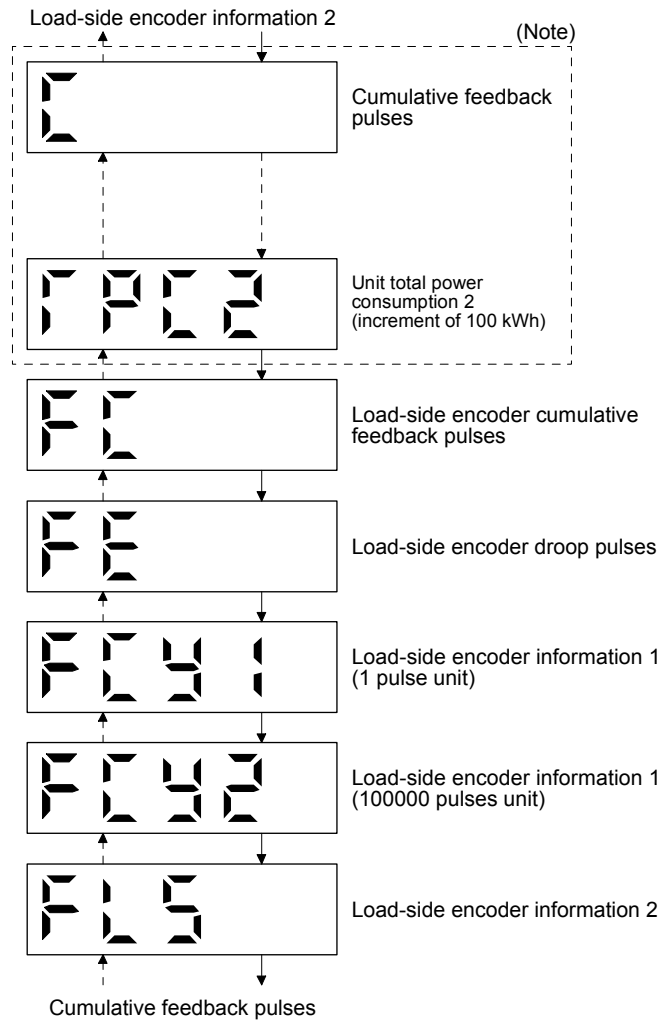 Load-side encoder information 2
(Note)
C
Cumulative feedback
pulses
TPC2
Unit total power
consumption 2
(increment of 100 kWh)
FC
Load-side encoder cumulative
feedback pulses
FE
Load-side encoder droop pulses
FCY1
Load-side encoder information 1
(1 pulse unit)
FCY2
Load-side encoder information 1
(100000 pulses unit)
FLS
Load-side encoder information 2
Cumulative feedback pulses